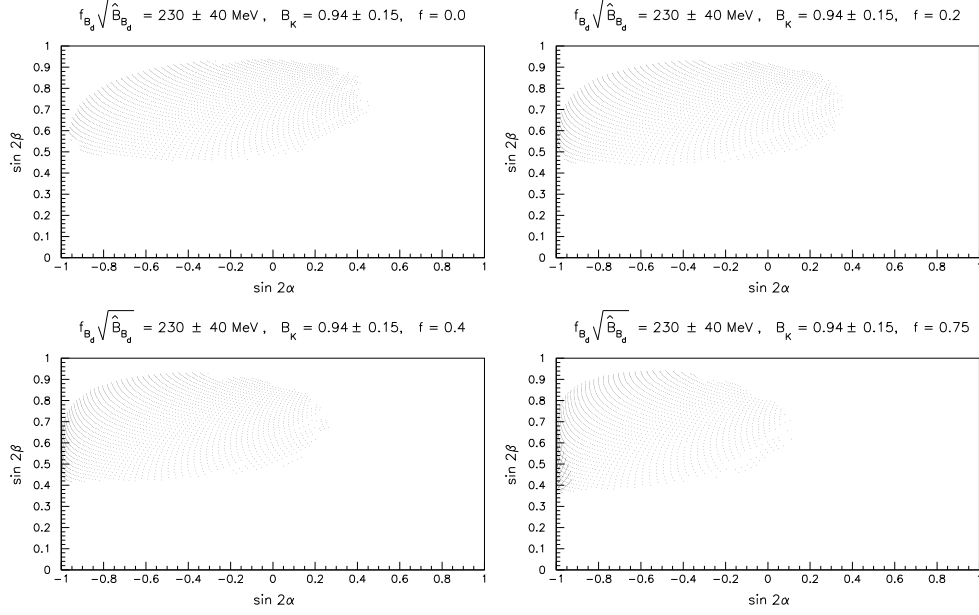 f_{B_d} √B̂_{B_d} = 230 ± 40 MeV , B_K = 0.94 ± 0.15, f = 0.0
1
0.9
0.8
0.7
0.6
0.5
0.4
0.3
0.2
0.1
0
sin 2β
-1 -0.8 -0.6 -0.4 -0.2 0 0.2 0.4 0.6 0.8 1
sin 2α
f_{B_d} √B̂_{B_d} = 230 ± 40 MeV , B_K = 0.94 ± 0.15, f = 0.2
1
0.9
0.8
0.7
0.6
0.5
0.4
0.3
0.2
0.1
0
sin 2β
-1 -0.8 -0.6 -0.4 -0.2 0 0.2 0.4 0.6 0.8 1
sin 2α
f_{B_d} √B̂_{B_d} = 230 ± 40 MeV , B_K = 0.94 ± 0.15, f = 0.4
1
0.9
0.8
0.7
0.6
0.5
0.4
0.3
0.2
0.1
0
sin 2β
-1 -0.8 -0.6 -0.4 -0.2 0 0.2 0.4 0.6 0.8 1
sin 2α
f_{B_d} √B̂_{B_d} = 230 ± 40 MeV , B_K = 0.94 ± 0.15, f = 0.75
1
0.9
0.8
0.7
0.6
0.5
0.4
0.3
0.2
0.1
0
sin 2β
-1 -0.8 -0.6 -0.4 -0.2 0 0.2 0.4 0.6 0.8 1
sin 2α